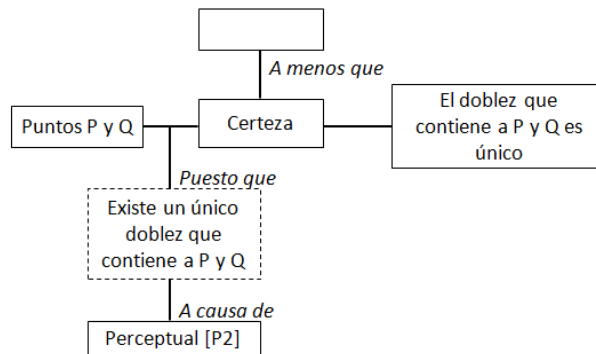 A menos que
Puntos P y Q
Certeza
El doblez que
contiene a P y Q es
único
Puesto que
Existe un único
doblez que
contiene a P y Q
A causa de
Perceptual [P2]